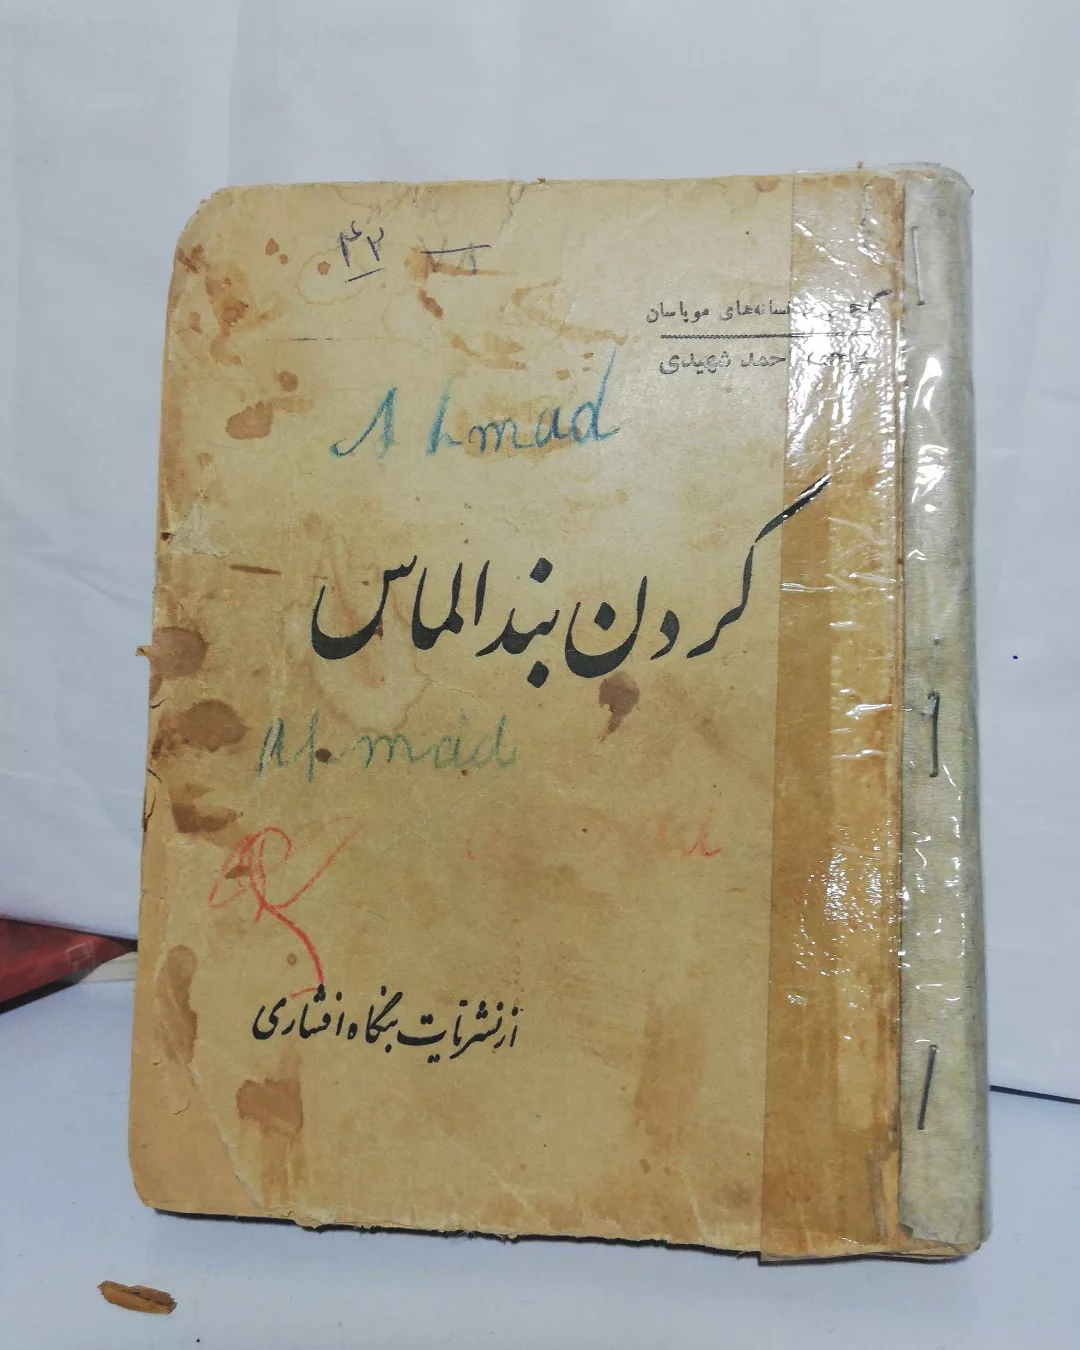 ۴۲
افسانه‌های موپاسان
احمد شهیدی
Ahmad
گردن بند الماس
Ahmad
از نشریات بنگاه افشاری